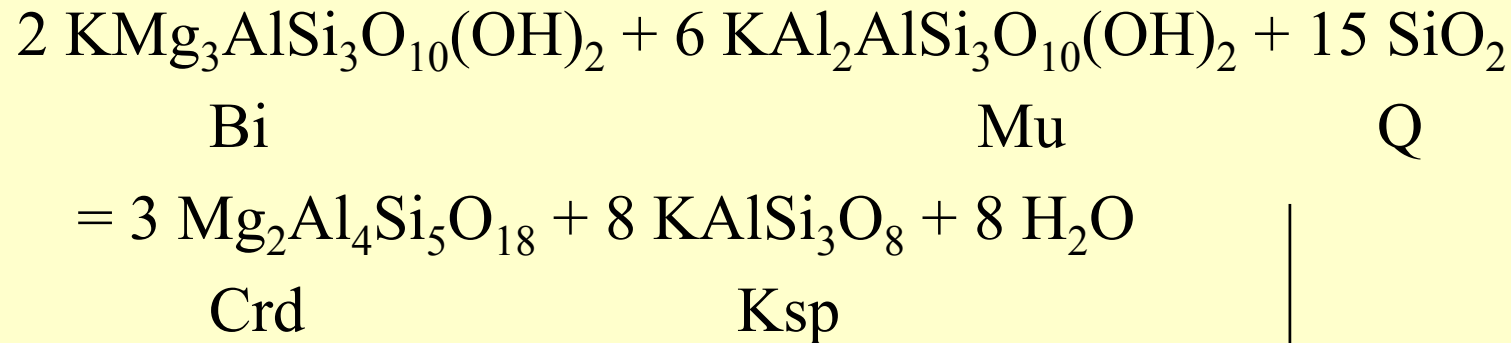 2 KMg₃AlSi₃O₁₀(OH)₂ + 6 KAl₂AlSi₃O₁₀(OH)₂ + 15 SiO₂
Bi Mu Q
= 3 Mg₂Al₄Si₅O₁₈ + 8 KAlSi₃O₈ + 8 H₂O
Crd Ksp